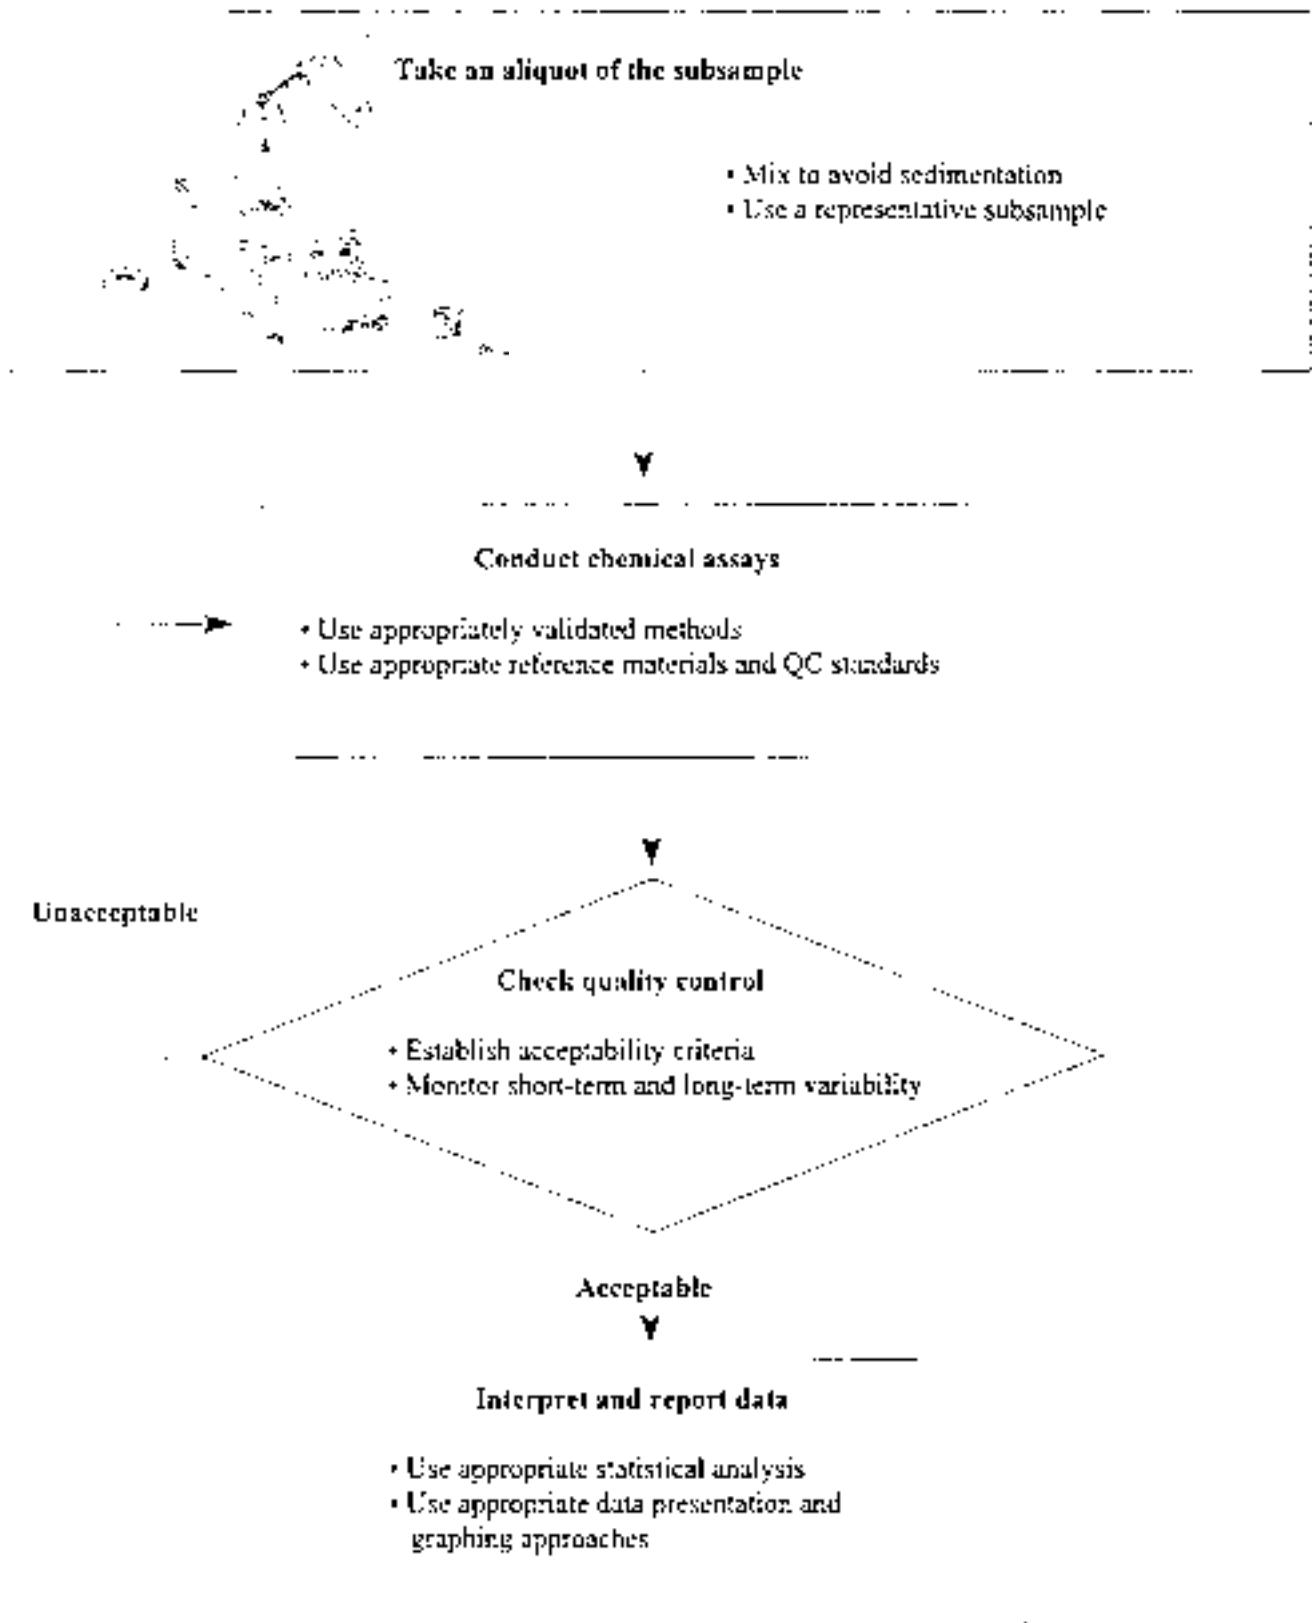 Take an aliquot of the subsample
• Mix to avoid sedimentation
• Use a representative subsample
Conduct chemical assays
• Use appropriately validated methods
• Use appropriate reference materials and QC standards
Unacceptable
Check quality control
• Establish acceptability criteria
• Monitor short-term and long-term variability
Acceptable
Interpret and report data
• Use appropriate statistical analysis
• Use appropriate data presentation and
graphing approaches